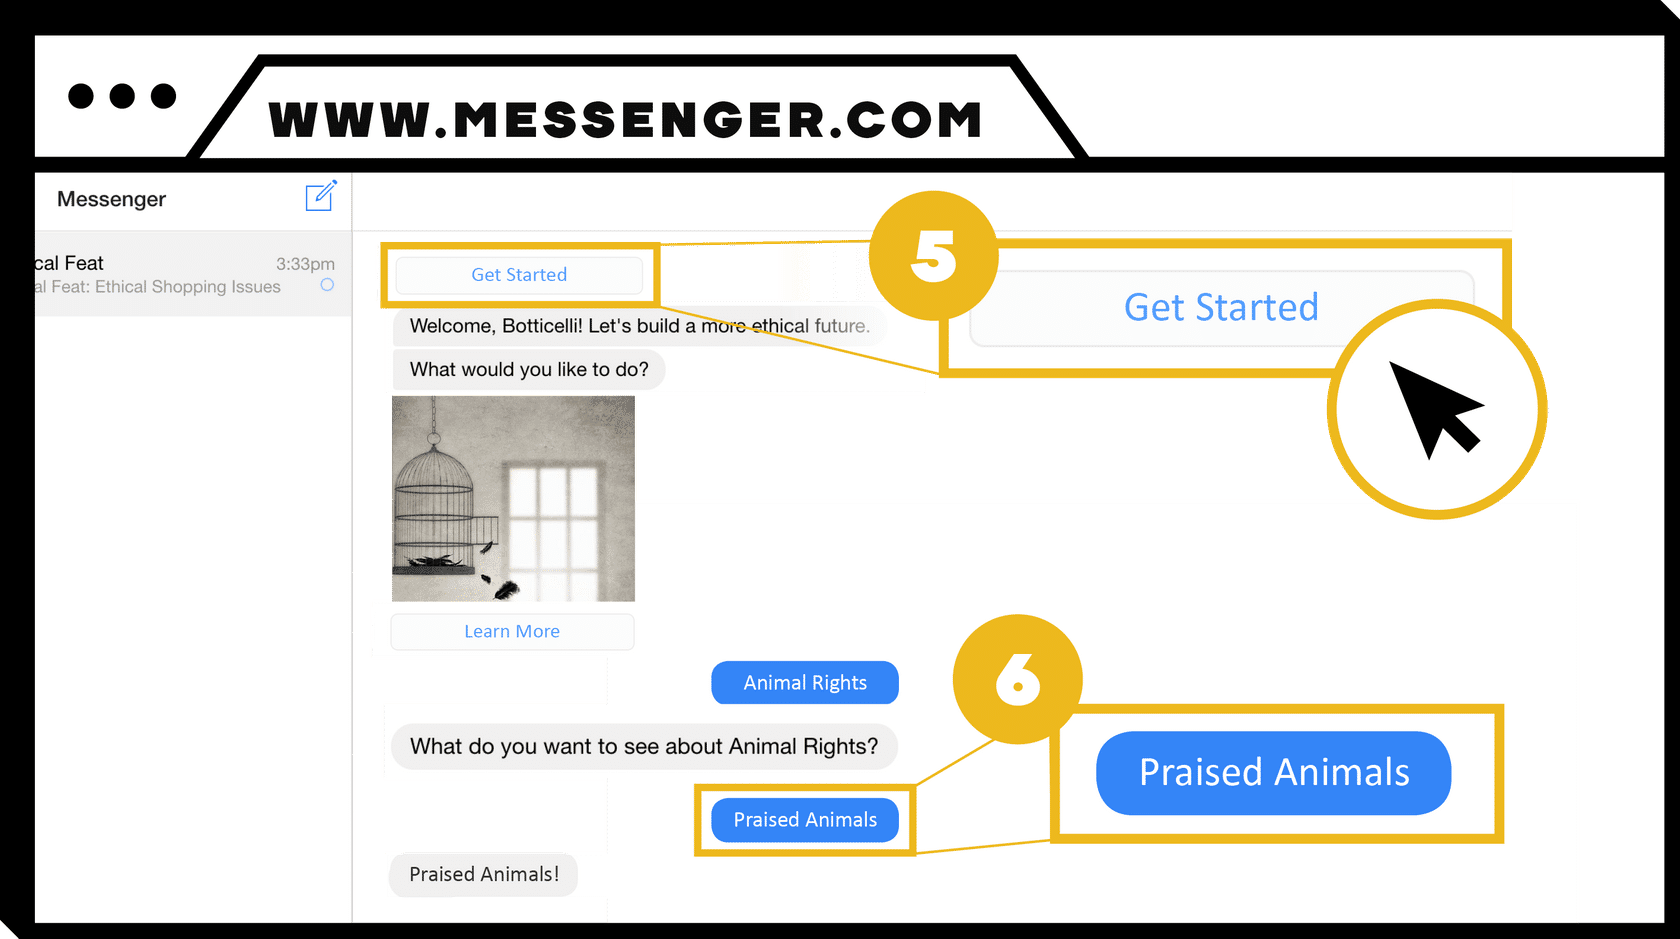 WWW.MESSENGER.COM
Messenger
cal Feat
3:33pm
al Feat: Ethical Shopping Issues
Get Started
5
Get Started
Welcome, Botticelli! Let's build a more ethical future.
What would you like to do?
Learn More
Animal Rights
What do you want to see about Animal Rights?
6
Praised Animals
Praised Animals
Praised Animals!